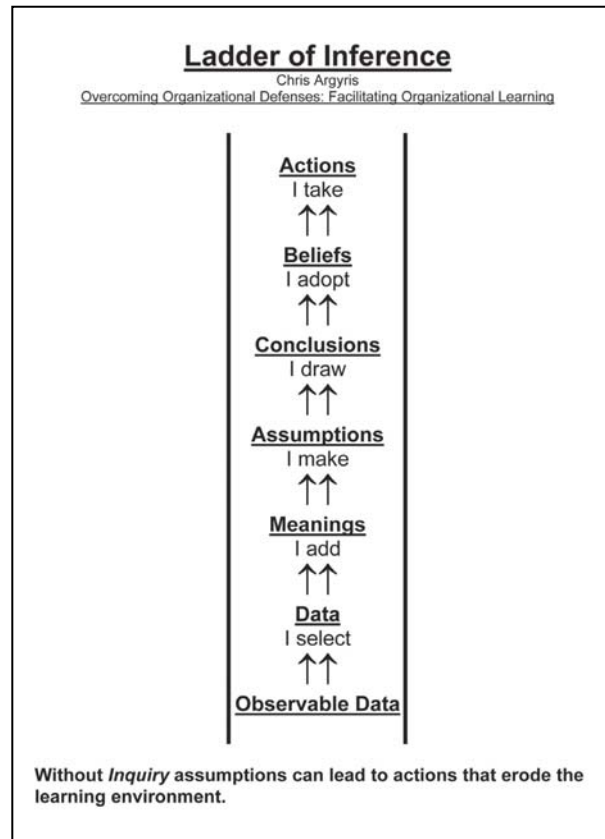 Ladder of Inference
Chris Argyris
Overcoming Organizational Defenses: Facilitating Organizational Learning
Actions
I take
Beliefs
I adopt
Conclusions
I draw
Assumptions
I make
Meanings
I add
Data
I select
Observable Data
Without Inquiry assumptions can lead to actions that erode the
learning environment.